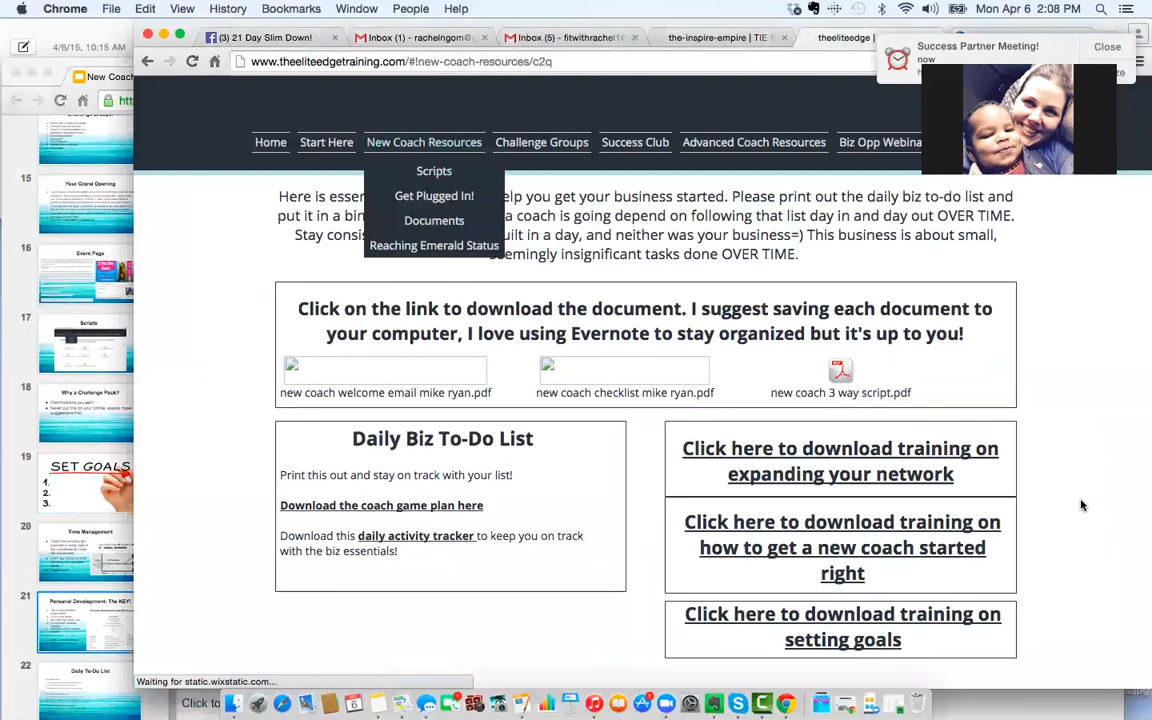 Chrome File Edit View History Bookmarks Window People Help
Mon Apr 6 2:08 PM
4/6/15, 10:15 AM
(3) 21 Day Slim Down!
Inbox (1) - rachelngom@
Inbox (5) - fitwithrachel1
the-inspire-empire | TIE
theeliteedge
New Coach
www.theeliteedgetraining.com/#!new-coach-resources/c2q
Success Partner Meeting!
now
Close
Home
Start Here
New Coach Resources
Challenge Groups
Success Club
Advanced Coach Resources
Biz Opp Webina
Scripts
Get Plugged In!
Documents
Reaching Emerald Status
Here is essen
elp you get your business started. Please print out the daily biz to-do list and
put it in a bin
a coach is going depend on following that list day in and day out OVER TIME.
Stay consi
uilt in a day, and neither was your business=) This business is about small,
seemingly insignificant tasks done OVER TIME.
Click on the link to download the document. I suggest saving each document to
your computer, I love using Evernote to stay organized but it's up to you!
new coach welcome email mike ryan.pdf
new coach checklist mike ryan.pdf
new coach 3 way script.pdf
Daily Biz To-Do List
Print this out and stay on track with your list!
Download the coach game plan here
Download this daily activity tracker to keep you on track
with the biz essentials!
Click here to download training on
expanding your network
Click here to download training on
how to get a new coach started
right
Click here to download training on
setting goals
15
Your Grand Opening
16
Event Page
17
Scripts
18
Why a Challenge Pack?
19
SET GOALS
1.
2.
3.
20
Time Management
21
Personal Development- The KEY!
22
Daily To-Do List
Waiting for static.wixstatic.com...
Click to
6